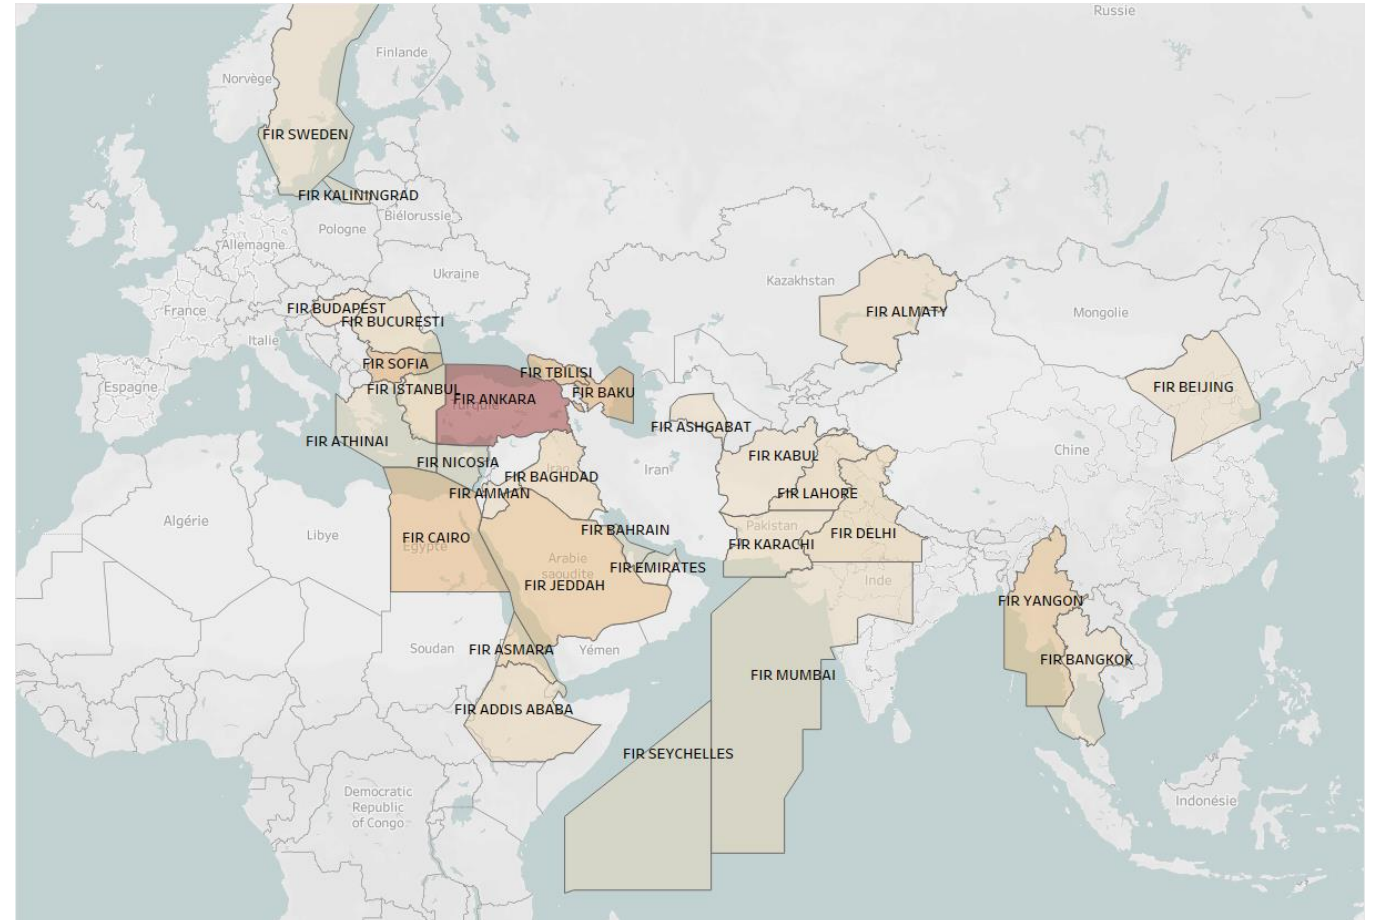 Russie
Finlande
Norvège
FIR SWEDEN
FIR KALININGRAD
Biélorussie
Pologne
Allemagne
Ukraine
Kazakhstan
FIR BUDAPEST
France
FIR ALMATY
Mongolie
FIR BUCURESTI
Italie
FIR SOFIA
FIR TBILISI
Espagne
FIR ISTANBUL
FIR BEIJING
FIR BAKU
FIR ANKARA
Turquie
FIR ASHGABAT
FIR ATHINAI
Chine
FIR KABUL
FIR NICOSIA
Iraq
Iran
FIR BAGHDAD
FIR AMMAN
FIR LAHORE
Algérie
Pakistan
FIR BAHRAIN
Libye
FIR DELHI
FIR CAIRO
Égypte
FIR KARACHI
Arabie
saoudite
FIR EMIRATES
Inde
FIR JEDDAH
FIR YANGON
Soudan
FIR ASMARA
Yémen
FIR BANGKOK
FIR MUMBAI
FIR ADDIS ABABA
FIR SEYCHELLES
Democratic
Republic
of Congo
Indonésie